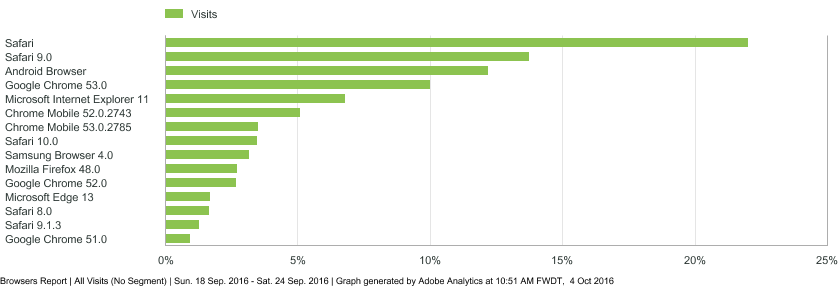 Visits
Safari
Safari 9.0
Android Browser
Google Chrome 53.0
Microsoft Internet Explorer 11
Chrome Mobile 52.0.2743
Chrome Mobile 53.0.2785
Safari 10.0
Samsung Browser 4.0
Mozilla Firefox 48.0
Google Chrome 52.0
Microsoft Edge 13
Safari 8.0
Safari 9.1.3
Google Chrome 51.0
0% 5% 10% 15% 20% 25%
Browsers Report | All Visits (No Segment) | Sun. 18 Sep. 2016 - Sat. 24 Sep. 2016 | Graph generated by Adobe Analytics at 10:51 AM FWDT, 4 Oct 2016